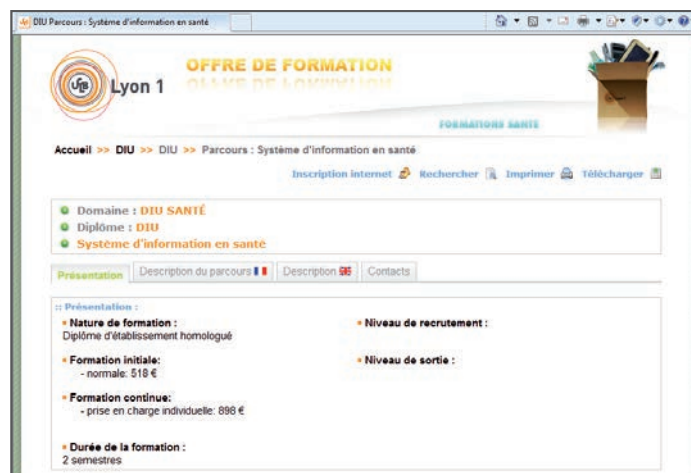 DIU Parcours : Système d'information en santé
UCB Lyon 1
OFFRE DE FORMATION
FORMATIONS SANTE
Accueil >> DIU >> DIU >> Parcours : Système d'information en santé
Inscription internet Rechercher Imprimer Télécharger
Domaine : DIU SANTÉ
Diplôme : DIU
Système d'information en santé
Présentation Description du parcours Description Contacts
:: Présentation :
Nature de formation : Niveau de recrutement :
Diplôme d'établissement homologué
Formation initiale: Niveau de sortie :
- normale: 518 €
Formation continue:
- prise en charge individuelle: 898 €
Durée de la formation :
2 semestres